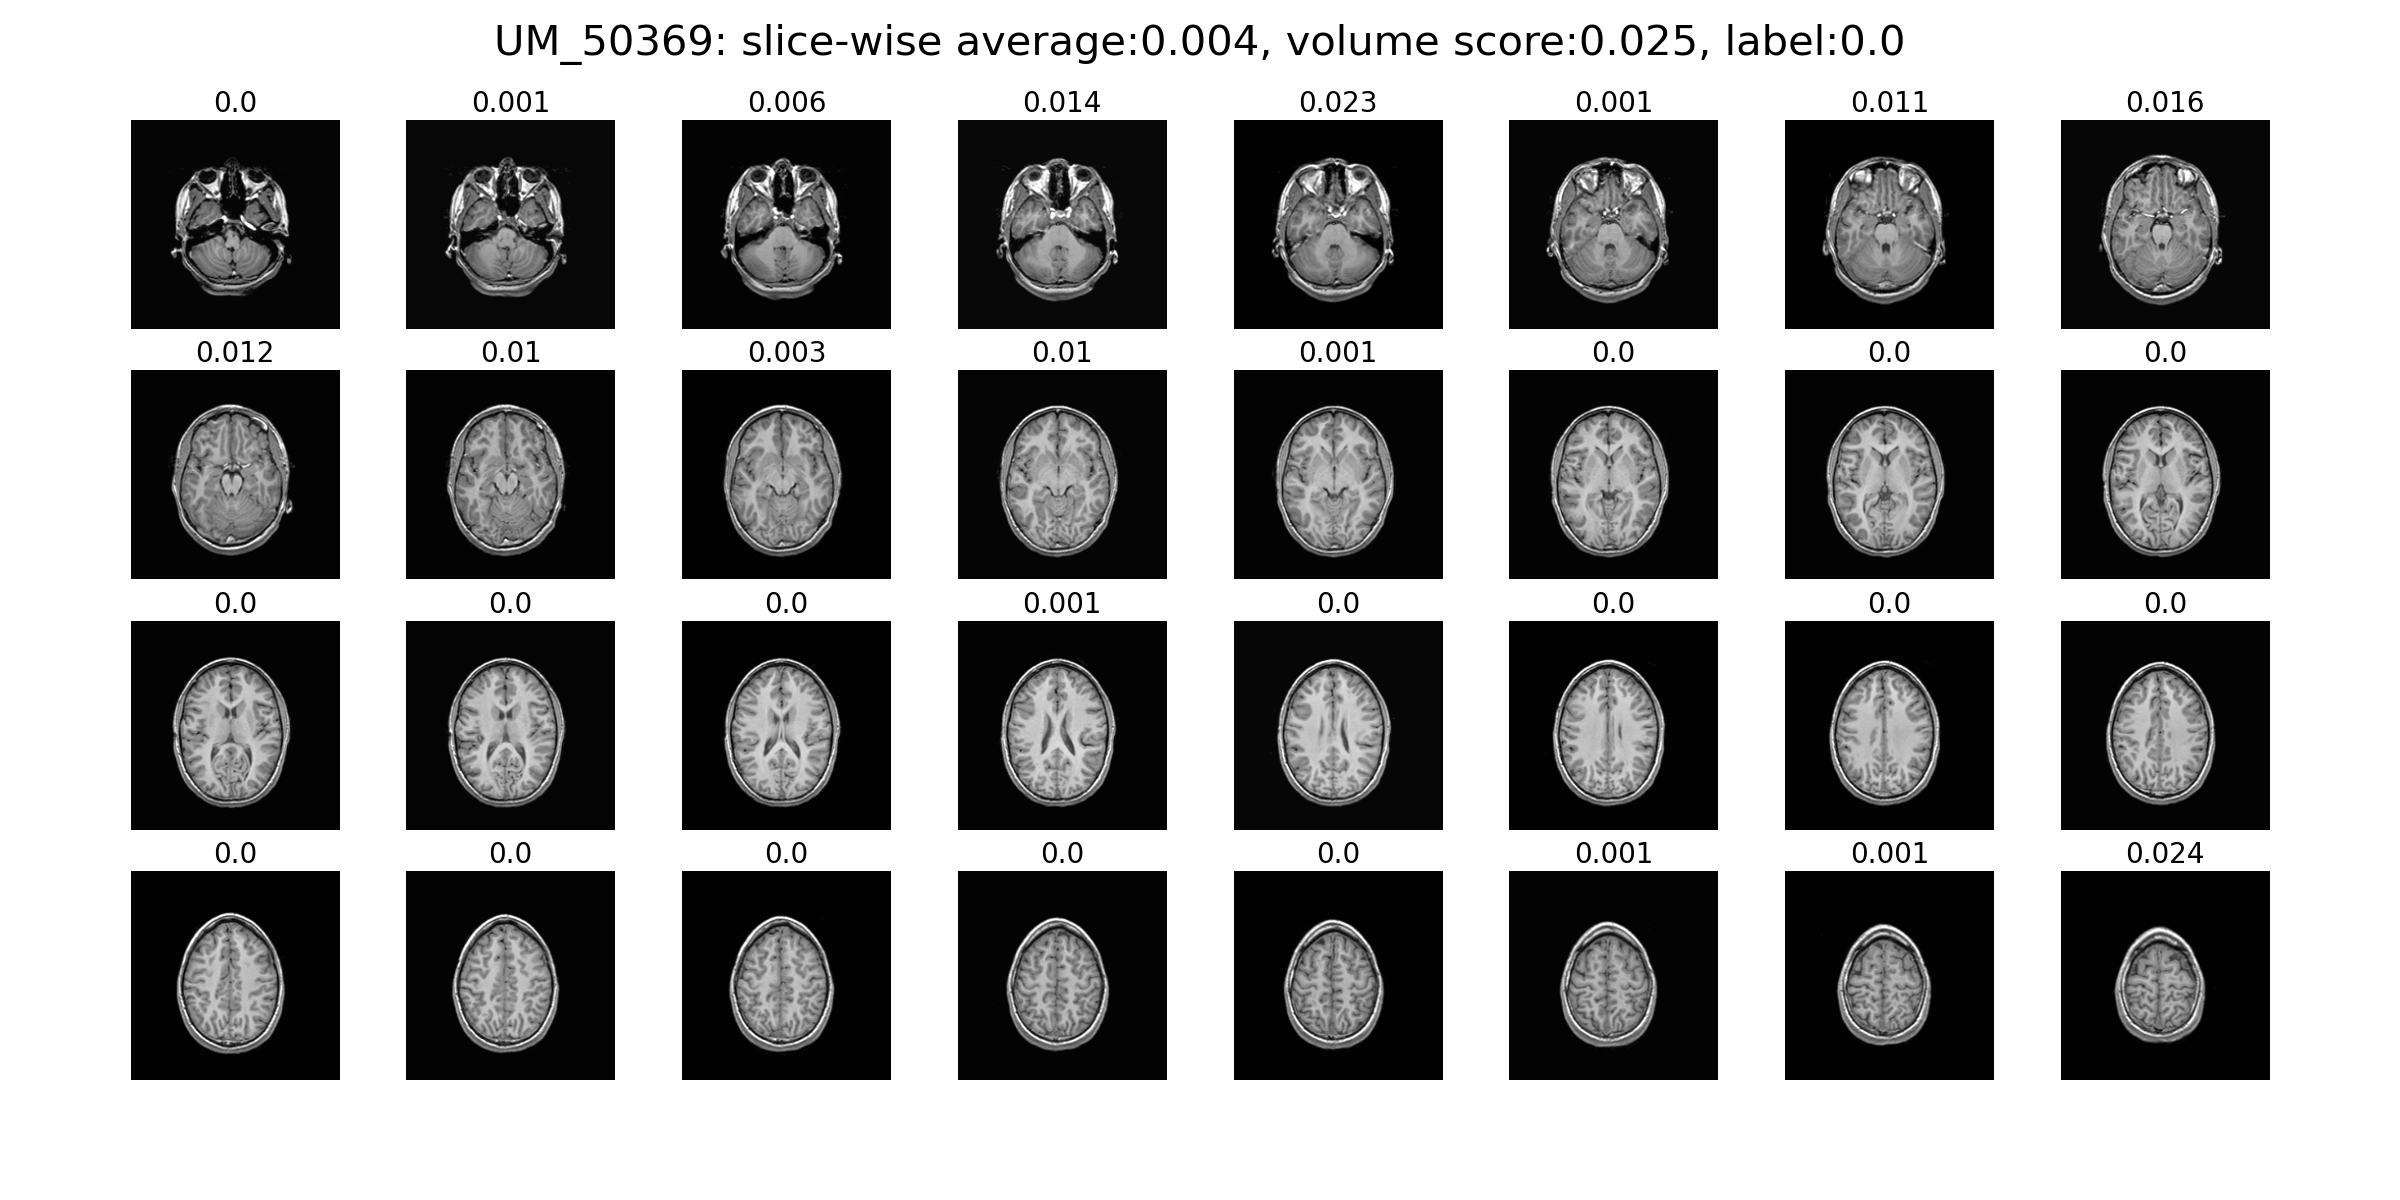 UM_50369: slice-wise average:0.004, volume score:0.025, label:0.0
0.0 0.001 0.006 0.014 0.023 0.001 0.011 0.016
0.012 0.01 0.003 0.01 0.001 0.0 0.0 0.0
0.0 0.0 0.0 0.001 0.0 0.0 0.0 0.0
0.0 0.0 0.0 0.0 0.0 0.001 0.001 0.024